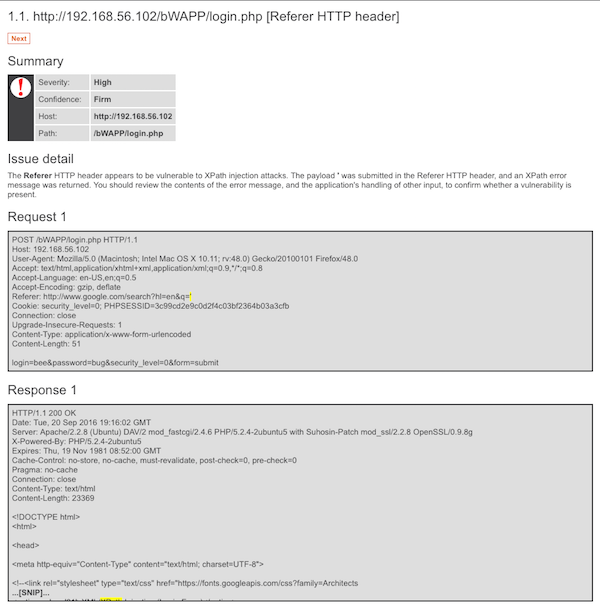 1.1. http://192.168.56.102/bWAPP/login.php [Referer HTTP header]
Next
Summary
Severity: High
Confidence: Firm
Host: http://192.168.56.102
Path: /bWAPP/login.php
Issue detail
The Referer HTTP header appears to be vulnerable to XPath injection attacks. The payload ' was submitted in the Referer HTTP header, and an XPath error
message was returned. You should review the contents of the error message, and the application's handling of other input, to confirm whether a vulnerability is
present.
Request 1
POST /bWAPP/login.php HTTP/1.1
Host: 192.168.56.102
User-Agent: Mozilla/5.0 (Macintosh; Intel Mac OS X 10.11; rv:48.0) Gecko/20100101 Firefox/48.0
Accept: text/html,application/xhtml+xml,application/xml;q=0.9,*/*;q=0.8
Accept-Language: en-US,en;q=0.5
Accept-Encoding: gzip, deflate
Referer: http://www.google.com/search?hl=en&q='
Cookie: security_level=0; PHPSESSID=3c99cd2e9c0d2f4c03bf2364b03a3cfb
Connection: close
Upgrade-Insecure-Requests: 1
Content-Type: application/x-www-form-urlencoded
Content-Length: 51
login=bee&password=bug&security_level=0&form=submit
Response 1
HTTP/1.1 200 OK
Date: Tue, 20 Sep 2016 19:16:02 GMT
Server: Apache/2.2.8 (Ubuntu) DAV/2 mod_fastcgi/2.4.6 PHP/5.2.4-2ubuntu5 with Suhosin-Patch mod_ssl/2.2.8 OpenSSL/0.9.8g
X-Powered-By: PHP/5.2.4-2ubuntu5
Expires: Thu, 19 Nov 1981 08:52:00 GMT
Cache-Control: no-store, no-cache, must-revalidate, post-check=0, pre-check=0
Pragma: no-cache
Connection: close
Content-Type: text/html
Content-Length: 23369
<!DOCTYPE html>
<html>
<head>
<meta http-equiv="Content-Type" content="text/html; charset=UTF-8">
<!--<link rel="stylesheet" type="text/css" href="https://fonts.googleapis.com/css?family=Architects
...[SNIP]...